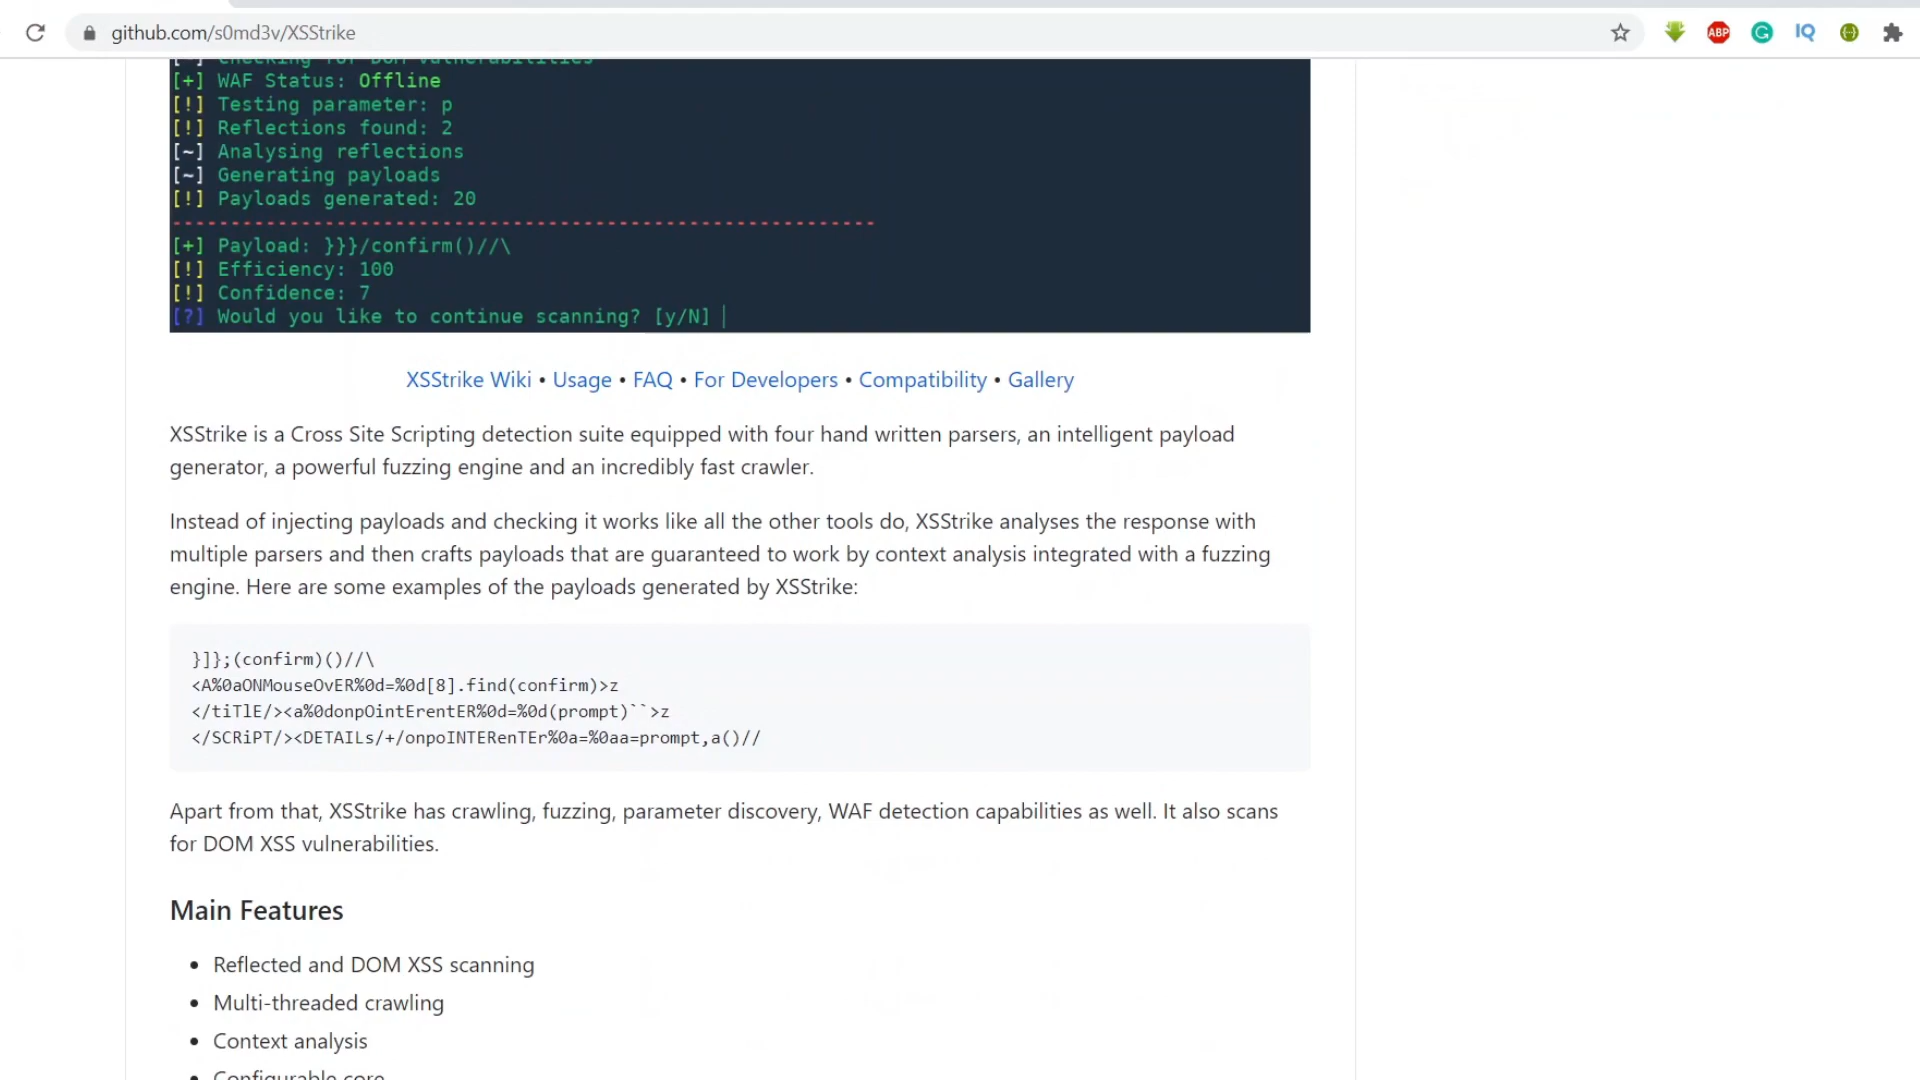 github.com/s0md3v/XSStrike
ABP
IQ
[~] Checking for DOM vulnerabilities
[+] WAF Status: Offline
[!] Testing parameter: p
[!] Reflections found: 2
[~] Analysing reflections
[~] Generating payloads
[!] Payloads generated: 20
------------------------------------------------------------
[+] Payload: }}}/confirm()//\
[!] Efficiency: 100
[!] Confidence: 7
[?] Would you like to continue scanning? [y/N]
XSStrike Wiki • Usage • FAQ • For Developers • Compatibility • Gallery
XSStrike is a Cross Site Scripting detection suite equipped with four hand written parsers, an intelligent payload
generator, a powerful fuzzing engine and an incredibly fast crawler.
Instead of injecting payloads and checking it works like all the other tools do, XSStrike analyses the response with
multiple parsers and then crafts payloads that are guaranteed to work by context analysis integrated with a fuzzing
engine. Here are some examples of the payloads generated by XSStrike:
}]};(confirm)()//\
<A%0aONMouseOvER%0d=%0d[8].find(confirm)>z
</tiTlE/><a%0donpOintErentER%0d=%0d(prompt)``>z
</SCRiPT/><DETAILs/+/onpoINTERenTEr%0a=%0aa=prompt,a()//
Apart from that, XSStrike has crawling, fuzzing, parameter discovery, WAF detection capabilities as well. It also scans
for DOM XSS vulnerabilities.
Main Features
• Reflected and DOM XSS scanning
• Multi-threaded crawling
• Context analysis
• Configurable core